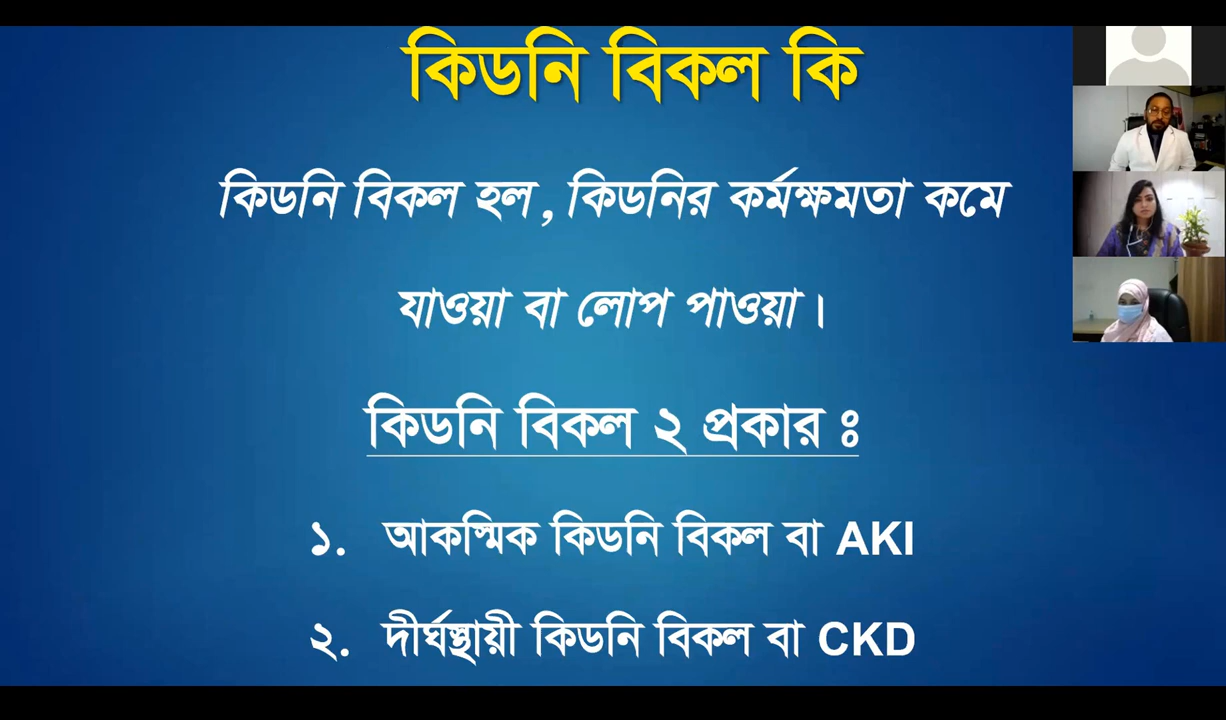 কিডনি বিকল কি
কিডনি বিকল হল, কিডনির কর্মক্ষমতা কমে
যাওয়া বা লোপ পাওয়া।
কিডনি বিকল ২ প্রকার ঃ
১. আকস্মিক কিডনি বিকল বা AKI
২. দীর্ঘস্থায়ী কিডনি বিকল বা CKD